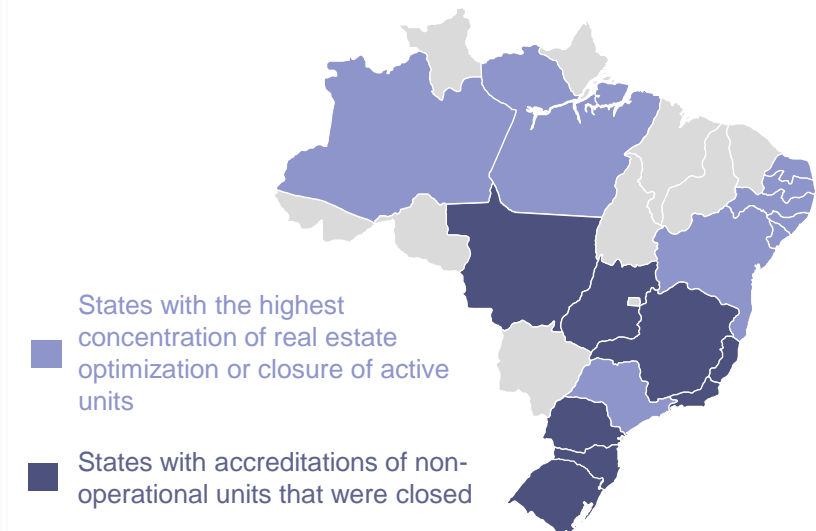 States with the highest
concentration of real estate
optimization or closure of active
units
States with accreditations of non-
operational units that were closed